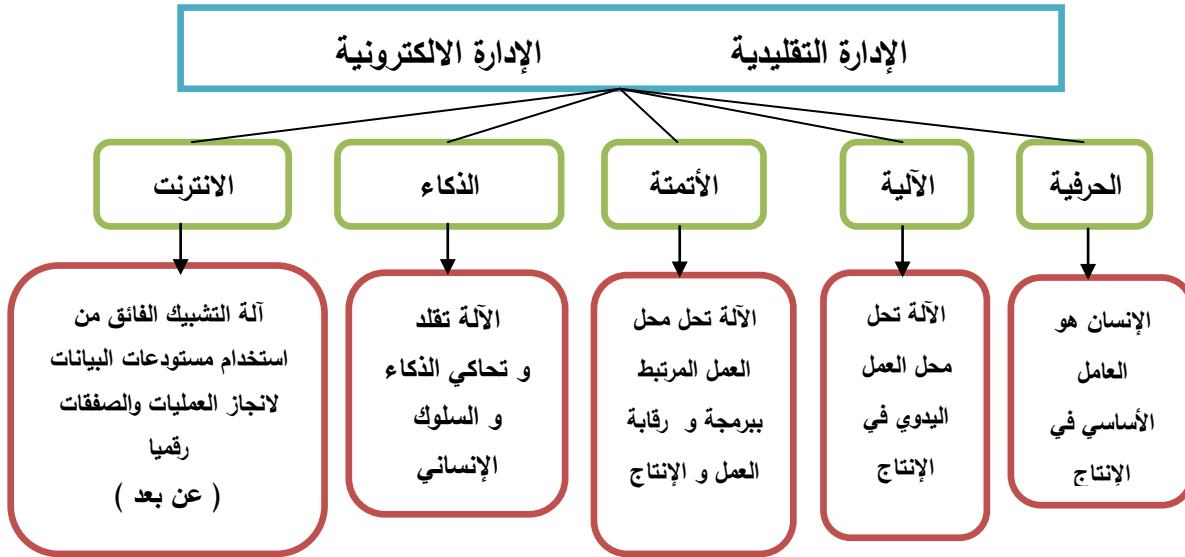 الإدارة التقليدية الإدارة الالكترونية
الحرفية
الآلية
الأتمتة
الذكاء
الانترنت
الإنسان هو
العامل
الأساسي في
الإنتاج
الآلة تحل
محل العمل
اليدوي في
الإنتاج
الآلة تحل محل
العمل المرتبط
ببرمجة و رقابة
العمل و الإنتاج
الآلة تقلد
و تحاكي الذكاء
و السلوك
الإنساني
آلة التشبيك الفائق من
استخدام مستودعات البيانات
لانجاز العمليات والصفقات
رقميا
( عن بعد )